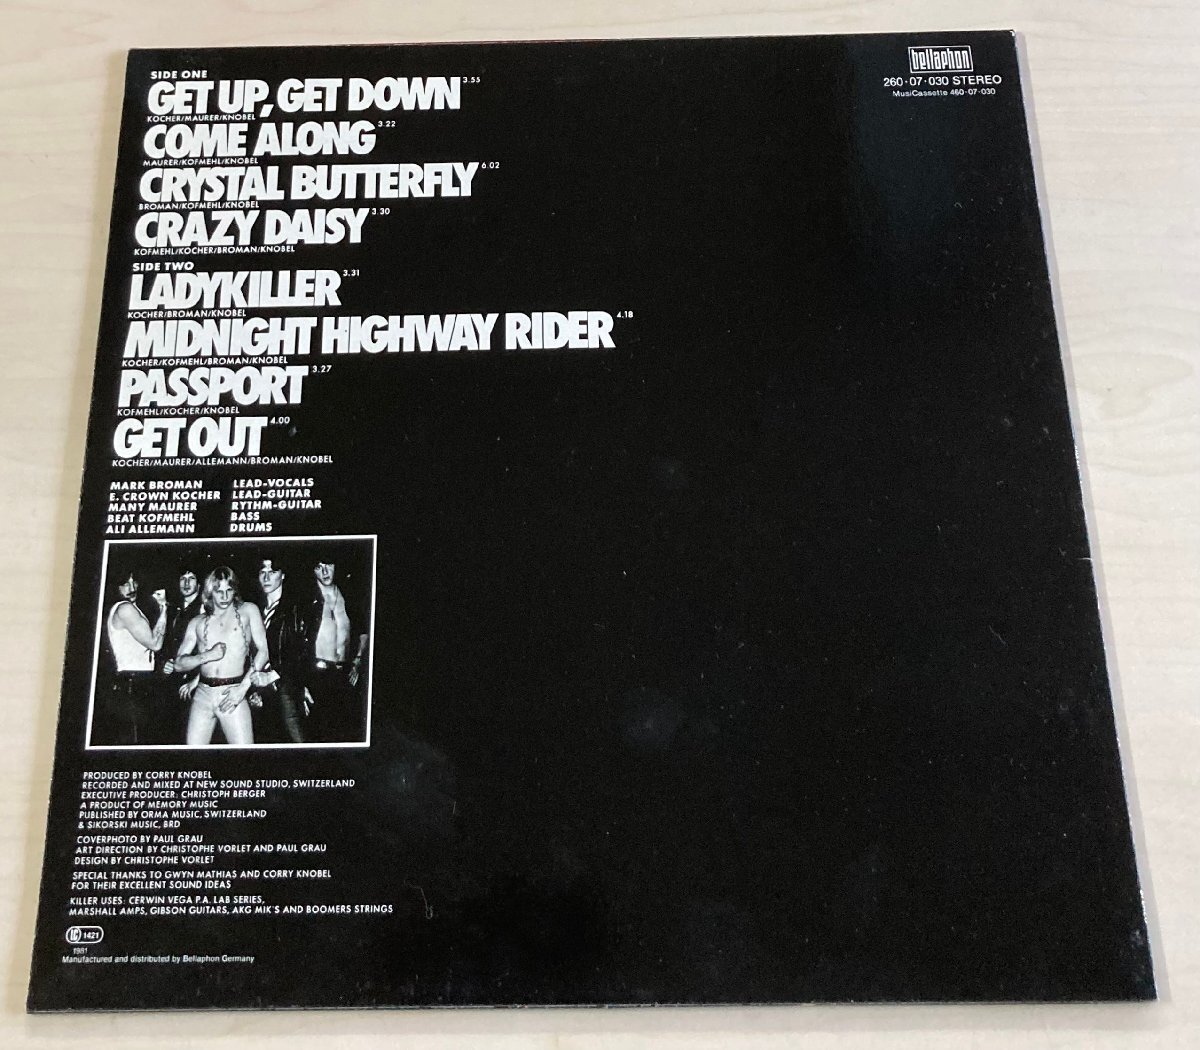 bellaphon
260·07·030 STEREO
MusiCassette 460·07·030
SIDE ONE
GET UP, GET DOWN 3.55
KOCHER/MAURER/KNOBEL
COME ALONG 3.22
MAURER/KOFMEHL/KNOBEL
CRYSTAL BUTTERFLY 6.02
BROMAN/KOFMEHL/KNOBEL
CRAZY DAISY 3.30
KOFMEHL/KOCHER/BROMAN/KNOBEL
SIDE TWO
LADYKILLER 3.31
KOCHER/BROMAN/KNOBEL
MIDNIGHT HIGHWAY RIDER 4.18
KOCHER/KOFMEHL/BROMAN/KNOBEL
PASSPORT 3.27
KOFMEHL/KOCHER/KNOBEL
GET OUT 4.00
KOCHER/MAURER/ALLEMANN/BROMAN/KNOBEL
MARK BROMAN LEAD-VOCALS
E. CROWN KOCHER LEAD-GUITAR
MANY MAURER RYTHM-GUITAR
BEAT KOFMEHL BASS
ALI ALLEMANN DRUMS
PRODUCED BY CORRY KNOBEL
RECORDED AND MIXED AT NEW SOUND STUDIO, SWITZERLAND
EXECUTIVE PRODUCER: CHRISTOPH BERGER
A PRODUCT OF MEMORY MUSIC
PUBLISHED BY ORMA MUSIC, SWITZERLAND
& SIKORSKI MUSIC, BRD
COVERPHOTO BY PAUL GRAU
ART DIRECTION BY CHRISTOPHE VORLET AND PAUL GRAU
DESIGN BY CHRISTOPHE VORLET
SPECIAL THANKS TO GWYN MATHIAS AND CORRY KNOBEL
FOR THEIR EXCELLENT SOUND IDEAS
KILLER USES: CERWIN VEGA P.A. LAB SERIES,
MARSHALL AMPS, GIBSON GUITARS, AKG MIK'S AND BOOMERS STRINGS
LC 1421
1981
Manufactured and distributed by Bellaphon Germany